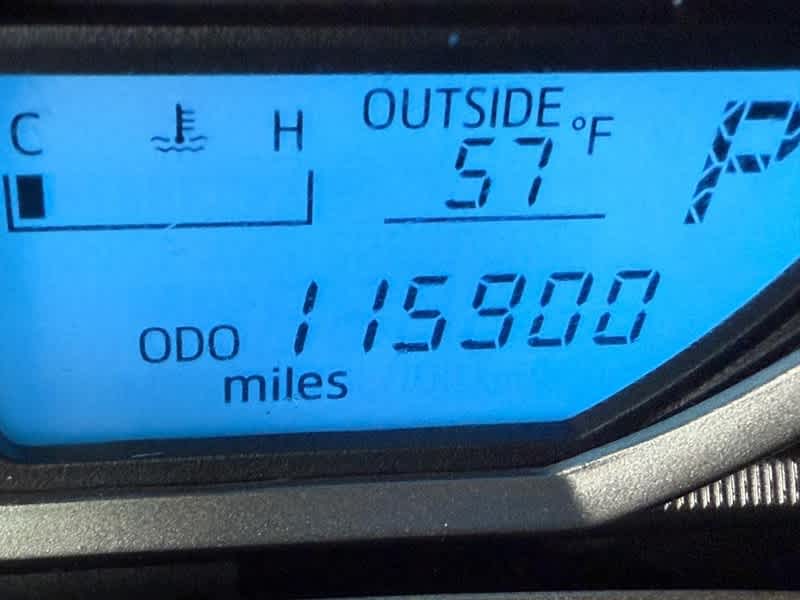 C H
OUTSIDE °F
57
P
ODO 115900
miles